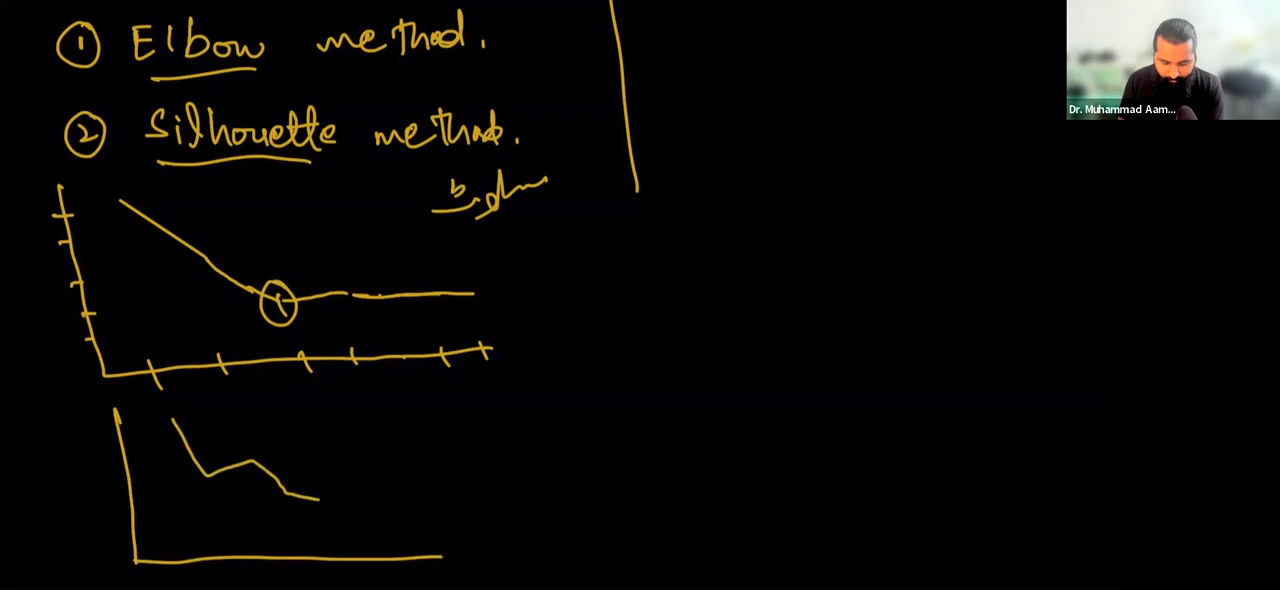 ① Elbow method.
② Silhouette method.
Dr. Muhammad Aam...